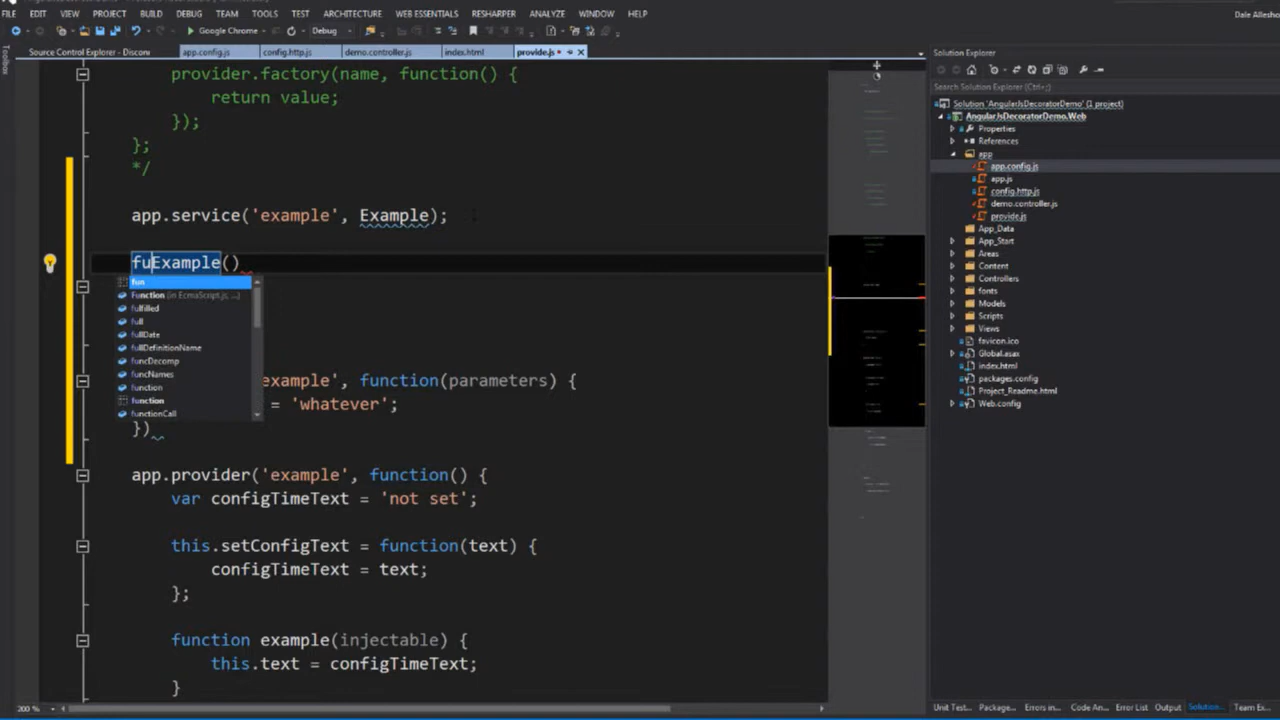 FILE EDIT VIEW PROJECT BUILD DEBUG TEAM TOOLS TEST ARCHITECTURE WEB ESSENTIALS RESHARPER ANALYZE WINDOW HELP
Dale Allesho
Google Chrome Debug
Source Control Explorer - Discon app.config.js config.http.js demo.controller.js index.html provide.js
provider.factory(name, function() {
return value;
});
};
*/
app.service('example', Example);
fuExample()
fun
Function (in EcmaScript.js; ...)
fulfilled
full
fullDate
fullDefinitionName
funcDecomp
funcNames
function
function
functionCall
example', function(parameters) {
= 'whatever';
})
app.provider('example', function() {
var configTimeText = 'not set';
this.setConfigText = function(text) {
configTimeText = text;
};
function example(injectable) {
this.text = configTimeText;
}
200 %
Solution Explorer
Search Solution Explorer (Ctrl+;)
Solution 'AngularJsDecoratorDemo' (1 project)
AngularJsDecoratorDemo.Web
Properties
References
app
app.config.js
app.js
config.http.js
demo.controller.js
provide.js
App_Data
App_Start
Areas
Content
Controllers
fonts
Models
Scripts
Views
favicon.ico
Global.asax
index.html
packages.config
Project_Readme.html
Web.config
Unit Test... Package... Errors in... Code An... Error List Output Solution... Team Ex...